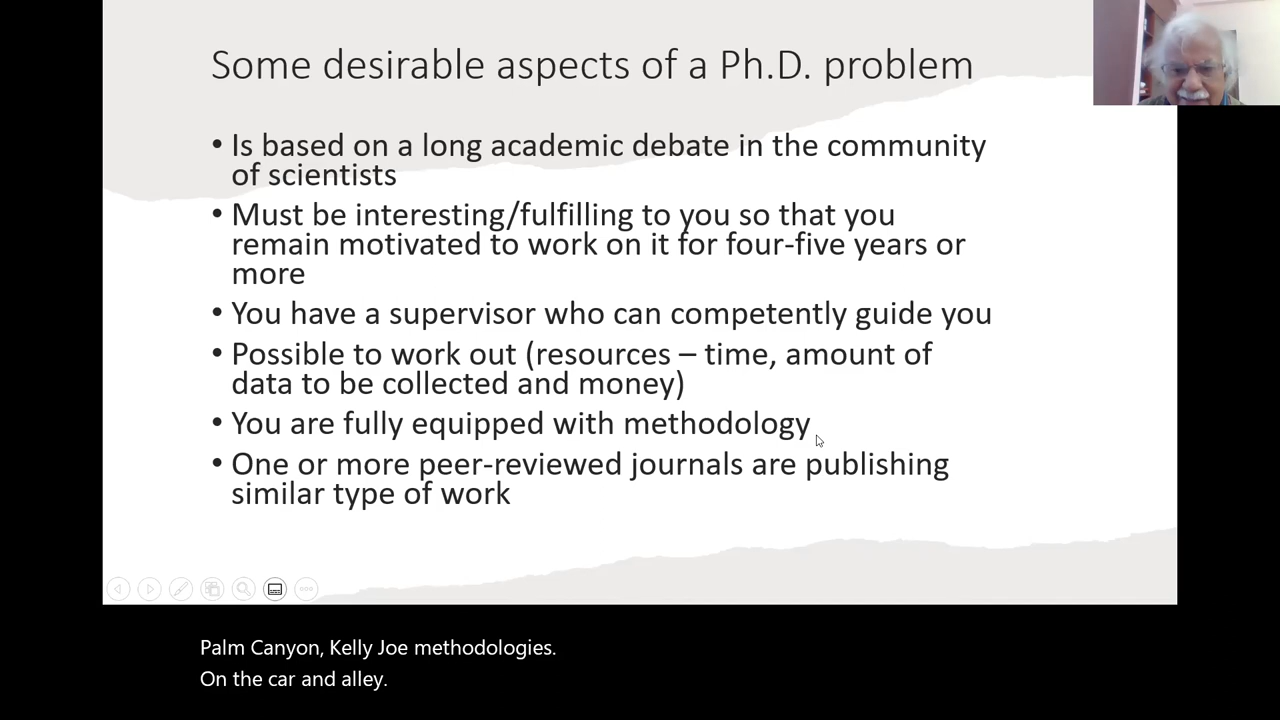 Some desirable aspects of a Ph.D. problem
• Is based on a long academic debate in the community
of scientists
• Must be interesting/fulfilling to you so that you
remain motivated to work on it for four-five years or
more
• You have a supervisor who can competently guide you
• Possible to work out (resources – time, amount of
data to be collected and money)
• You are fully equipped with methodology
• One or more peer-reviewed journals are publishing
similar type of work
Palm Canyon, Kelly Joe methodologies.
On the car and alley.